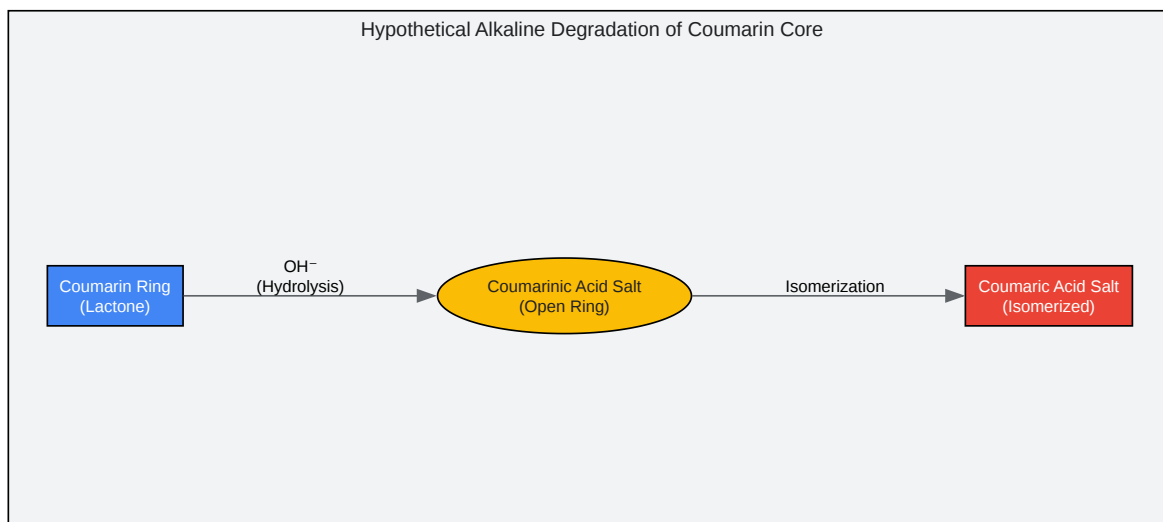 Hypothetical Alkaline Degradation of Coumarin Core
Coumarin Ring
(Lactone)
OH⁻
(Hydrolysis)
Coumarinic Acid Salt
(Open Ring)
Isomerization
Coumaric Acid Salt
(Isomerized)